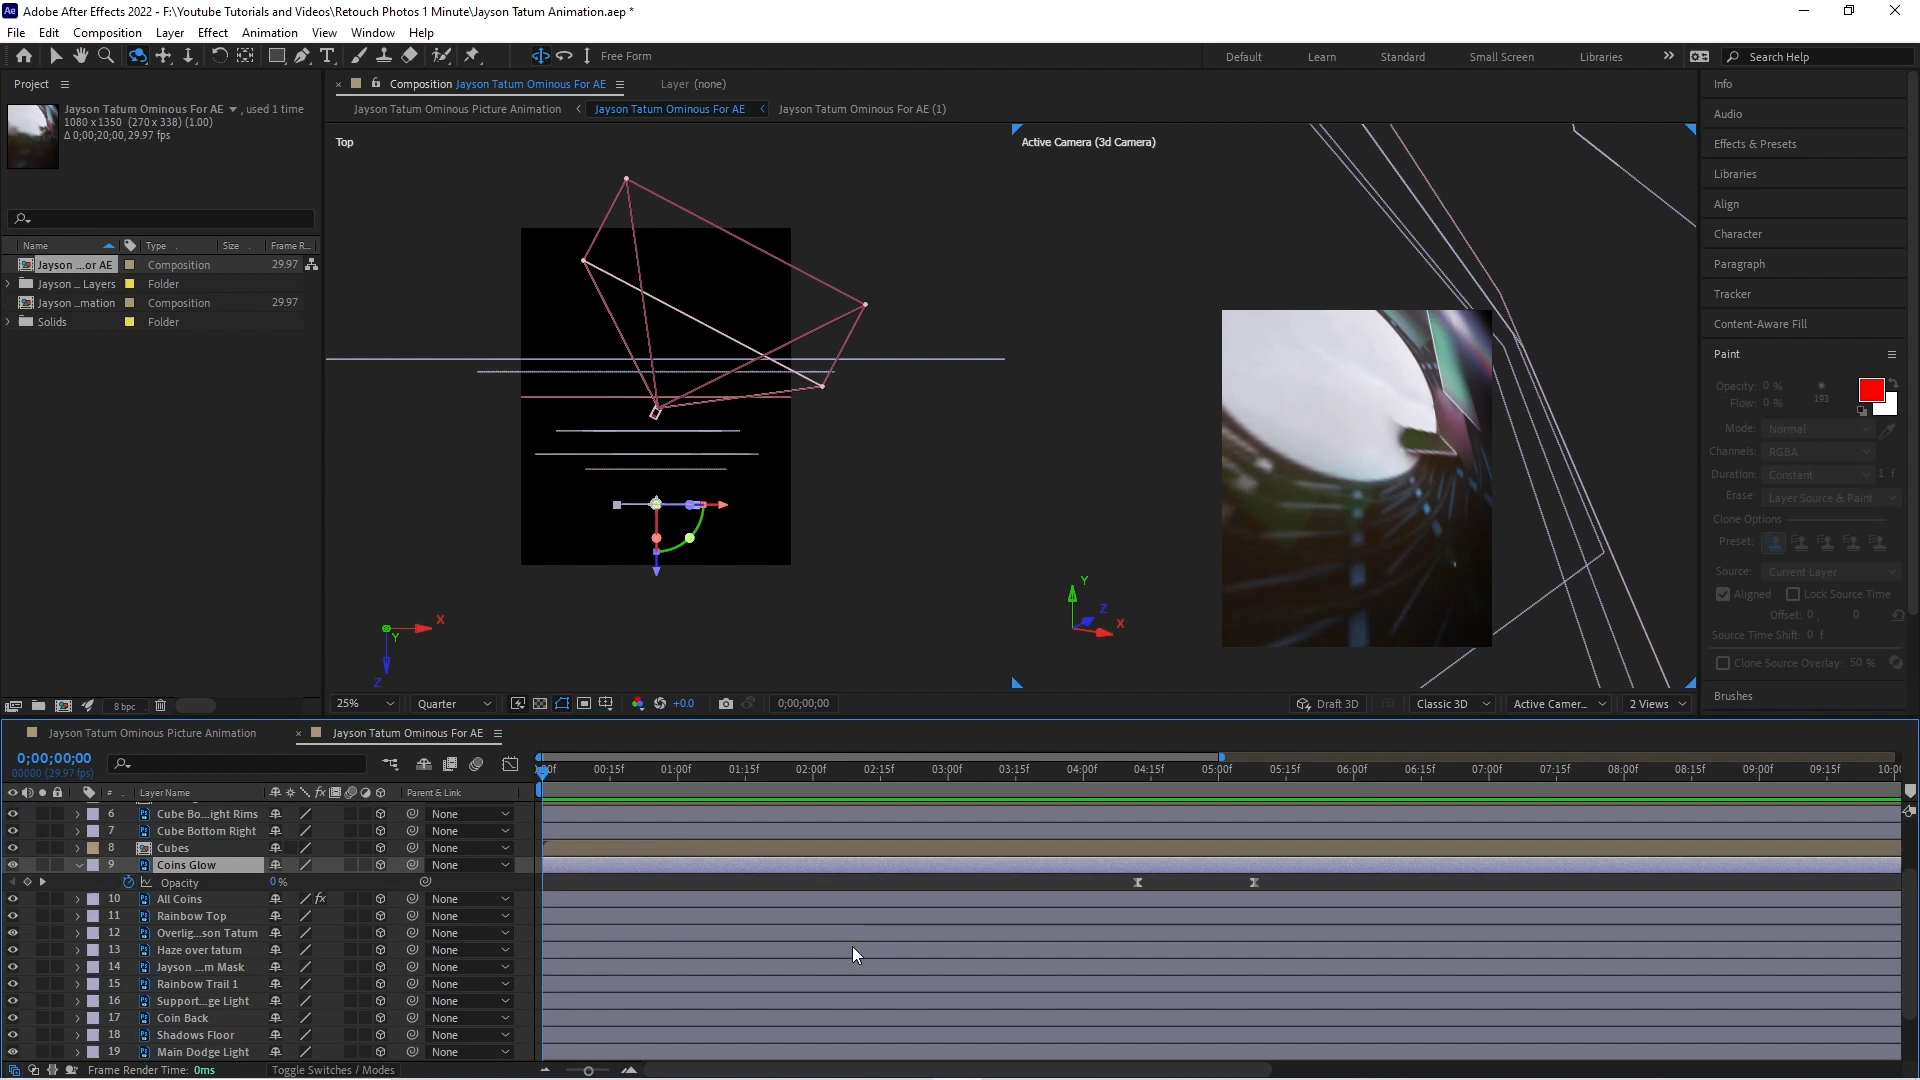 Ae Adobe After Effects 2022 - F:\Youtube Tutorials and Videos\Retouch Photos 1 Minute\Jayson Tatum Animation.aep *
File Edit Composition Layer Effect Animation View Window Help
Free Form
Default Learn Standard Small Screen Libraries Search Help
Project
Jayson Tatum Ominous For AE , used 1 time
1080 x 1350 (270 x 338) (1.00)
Δ 0;00;20;00, 29.97 fps
Name Type Size Frame R...
Jayson ...or AE Composition 29.97
Jayson _ Layers Folder
Jayson _mation Composition 29.97
Solids Folder
8 bpc
Composition Jayson Tatum Ominous For AE
Layer (none)
Jayson Tatum Ominous Picture Animation Jayson Tatum Ominous For AE Jayson Tatum Ominous For AE (1)
Top
Active Camera (3d Camera)
X
Y
Z
Y
Z
X
25% Quarter +0.0 0;00;00;00 Draft 3D Classic 3D Active Camer... 2 Views
Info
Audio
Effects & Presets
Libraries
Align
Character
Paragraph
Tracker
Content-Aware Fill
Paint
Opacity: 0 %
Flow: 0 % 193
Mode: Normal
Channels: RGBA
Duration: Constant 1 f
Erase: Layer Source & Paint
Clone Options
Preset:
Source: Current Layer
Aligned Lock Source Time
Offset: 0 , 0
Source Time Shift: 0 f
Clone Source Overlay: 50 %
Brushes
Jayson Tatum Ominous Picture Animation Jayson Tatum Ominous For AE
0;00;00;00
00000 (29.97 fps)
00:15f 01:00f 01:15f 02:00f 02:15f 03:00f 03:15f 04:00f 04:15f 05:00f 05:15f 06:00f 06:15f 07:00f 07:15f 08:00f 08:15f 09:00f 09:15f
# Layer Name fx Parent & Link
6 Cube Bo...ight Rims None
7 Cube Bottom Right None
8 Cubes None
9 Coins Glow None
Opacity 0 %
10 All Coins fx None
11 Rainbow Top None
12 Overlig...son Tatum None
13 Haze over tatum None
14 Jayson ...m Mask None
15 Rainbow Trail 1 None
16 Support...ge Light None
17 Coin Back None
18 Shadows Floor None
19 Main Dodge Light None
Frame Render Time: 0ms Toggle Switches / Modes